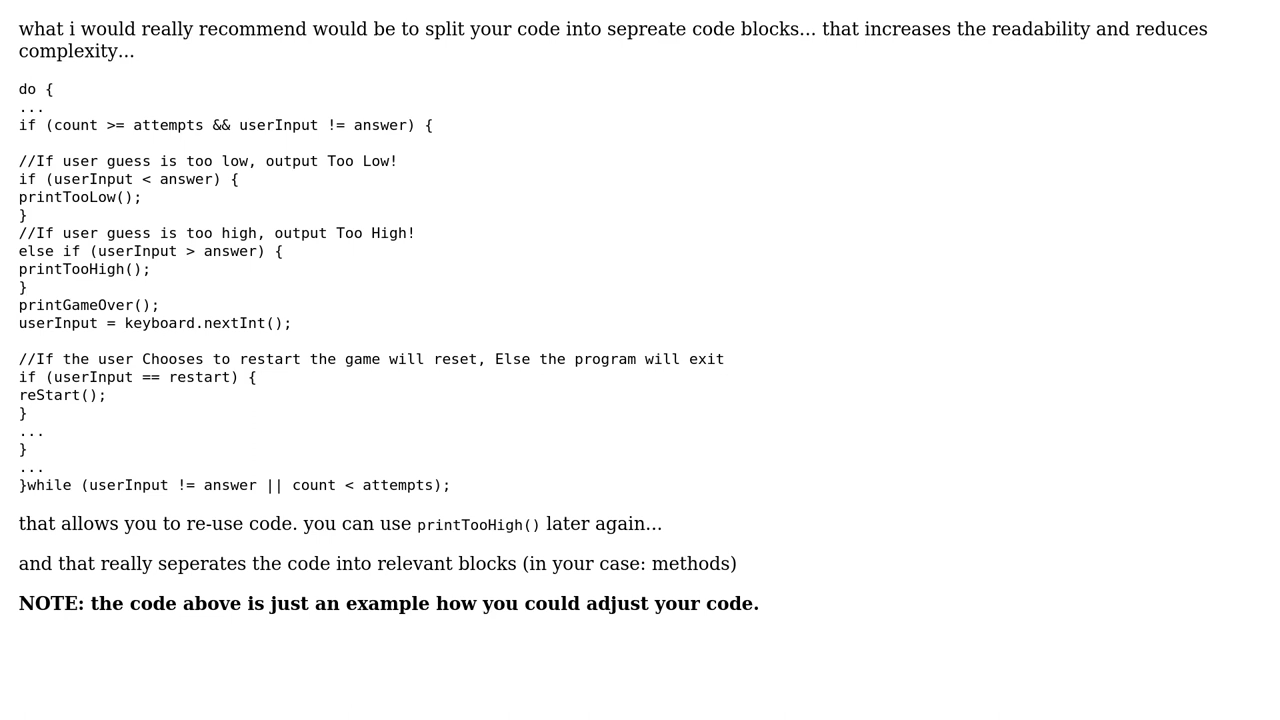 what i would really recommend would be to split your code into sepreate code blocks... that increases the readability and reduces
complexity...
do {
...
if (count >= attempts && userInput != answer) {
//If user guess is too low, output Too Low!
if (userInput < answer) {
printTooLow();
}
//If user guess is too high, output Too High!
else if (userInput > answer) {
printTooHigh();
}
printGameOver();
userInput = keyboard.nextInt();
//If the user Chooses to restart the game will reset, Else the program will exit
if (userInput == restart) {
reStart();
}
...
}
...
}while (userInput != answer || count < attempts);
that allows you to re-use code. you can use printTooHigh() later again...
and that really seperates the code into relevant blocks (in your case: methods)
NOTE: the code above is just an example how you could adjust your code.